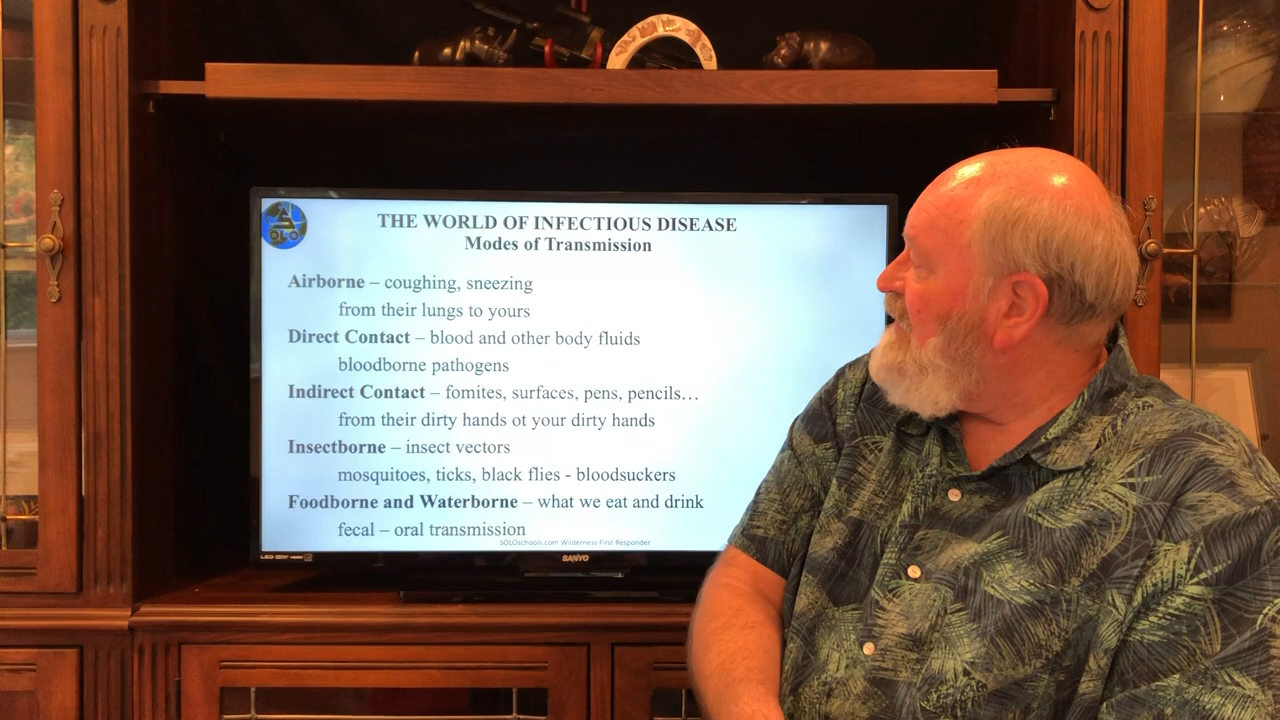 THE WORLD OF INFECTIOUS DISEASE
Modes of Transmission
Airborne – coughing, sneezing
from their lungs to yours
Direct Contact – blood and other body fluids
bloodborne pathogens
Indirect Contact – fomites, surfaces, pens, pencils…
from their dirty hands ot your dirty hands
Insectborne – insect vectors
mosquitoes, ticks, black flies - bloodsuckers
Foodborne and Waterborne – what we eat and drink
fecal – oral transmission
SOLOschools.com Wilderness First Responder
SANYO